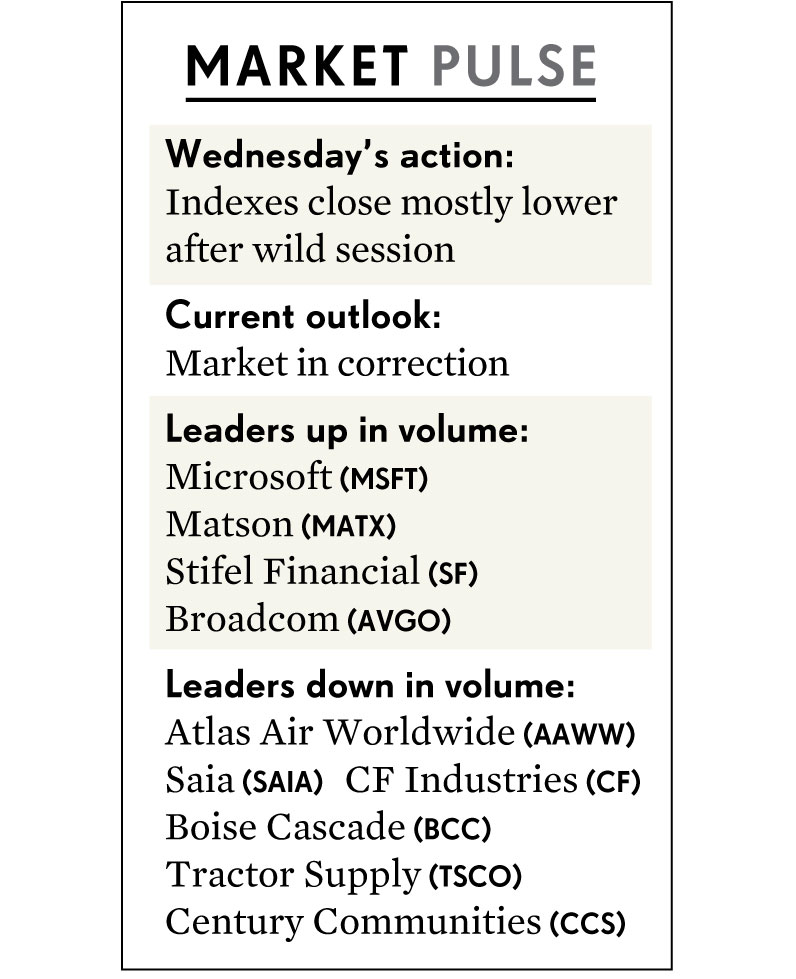 MARKET PULSE
Wednesday’s action:
Indexes close mostly lower
after wild session
Current outlook:
Market in correction
Leaders up in volume:
Microsoft (MSFT)
Matson (MATX)
Stifel Financial (SF)
Broadcom (AVGO)
Leaders down in volume:
Atlas Air Worldwide (AAWW)
Saia (SAIA) CF Industries (CF)
Boise Cascade (BCC)
Tractor Supply (TSCO)
Century Communities (CCS)